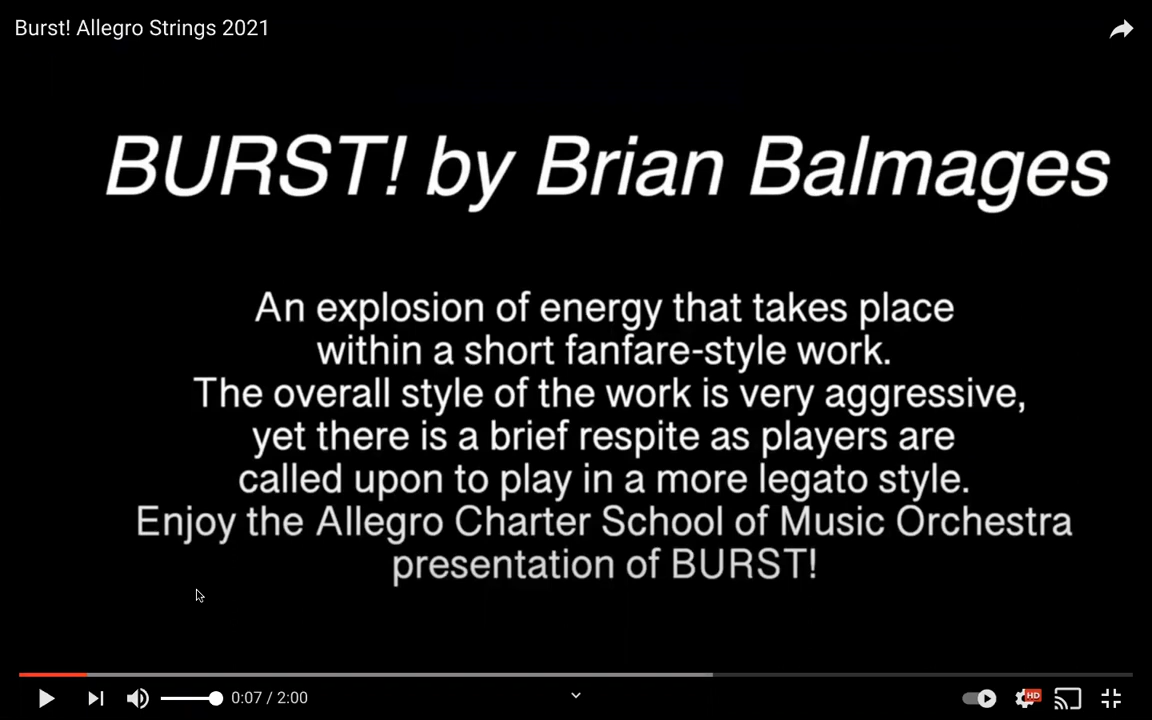 Burst! Allegro Strings 2021
BURST! by Brian Balmages
An explosion of energy that takes place
within a short fanfare-style work.
The overall style of the work is very aggressive,
yet there is a brief respite as players are
called upon to play in a more legato style.
Enjoy the Allegro Charter School of Music Orchestra
presentation of BURST!
0:07 / 2:00
HD